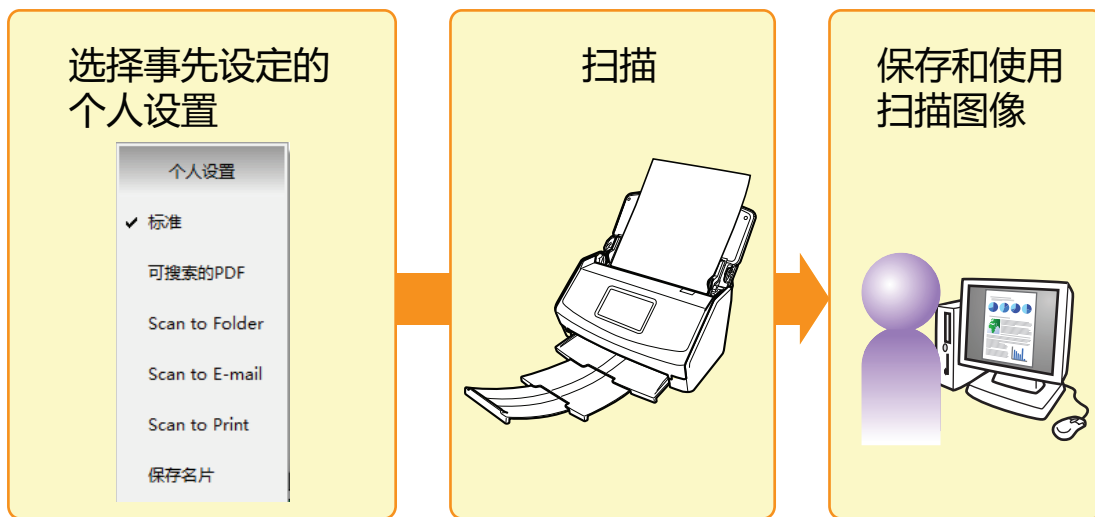 选择事先设定的
个人设置
个人设置
✔ 标准
可搜索的PDF
Scan to Folder
Scan to E-mail
Scan to Print
保存名片
扫描
保存和使用
扫描图像